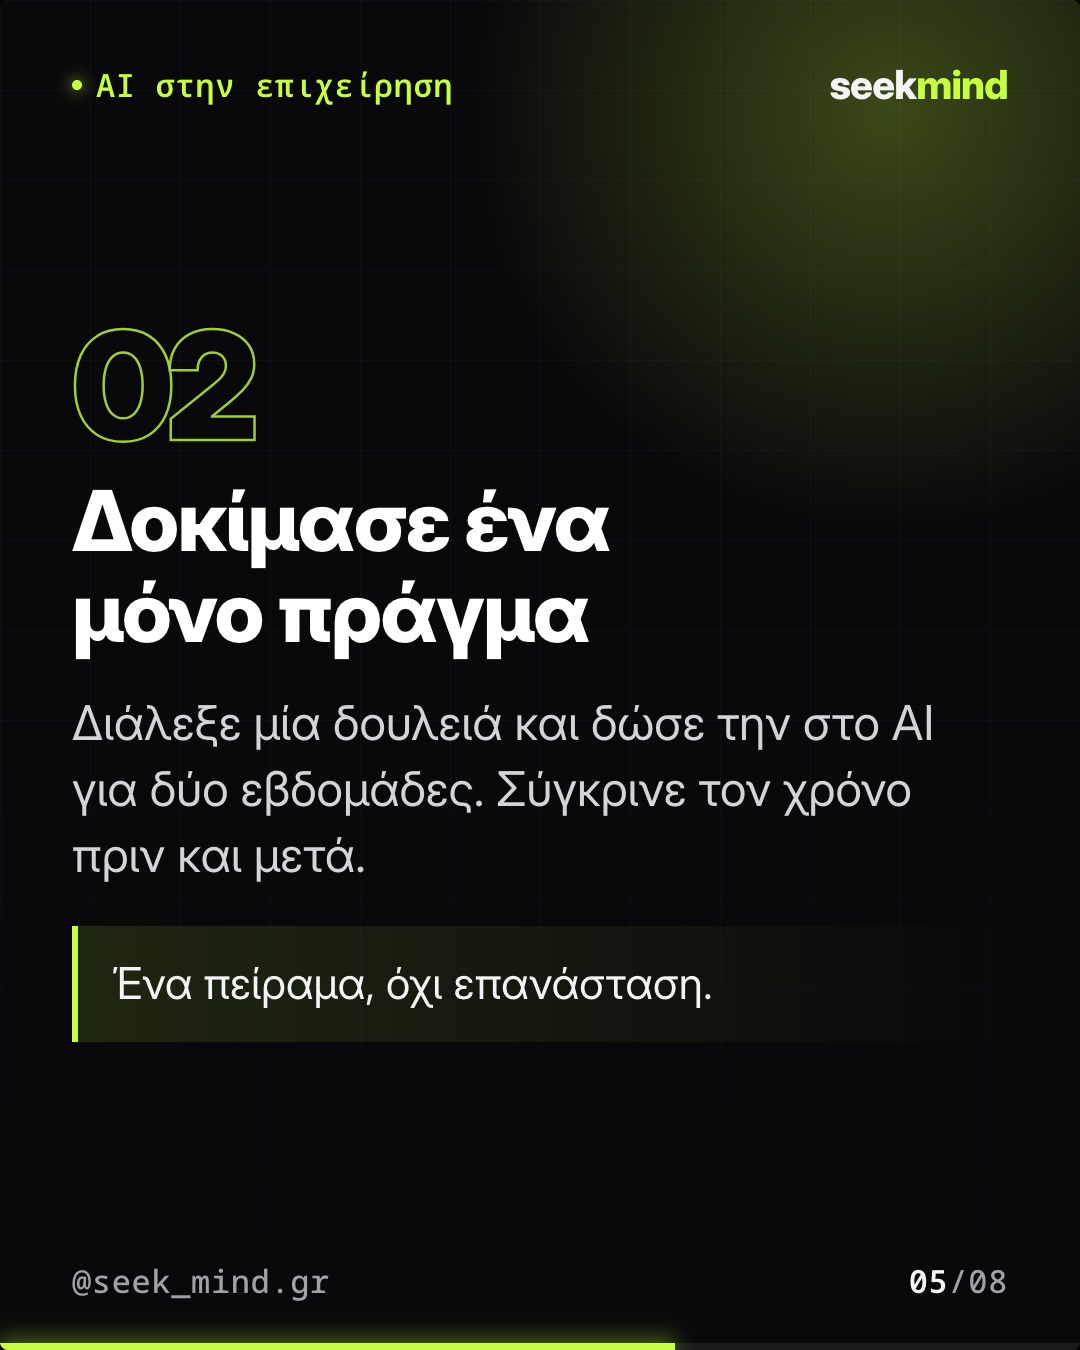 • AI στην επιχείρηση
seekmind
02
Δοκίμασε ένα
μόνο πράγμα
Διάλεξε μία δουλειά και δώσε την στο AI
για δύο εβδομάδες. Σύγκρινε τον χρόνο
πριν και μετά.
Ένα πείραμα, όχι επανάσταση.
@seek_mind.gr
05/08